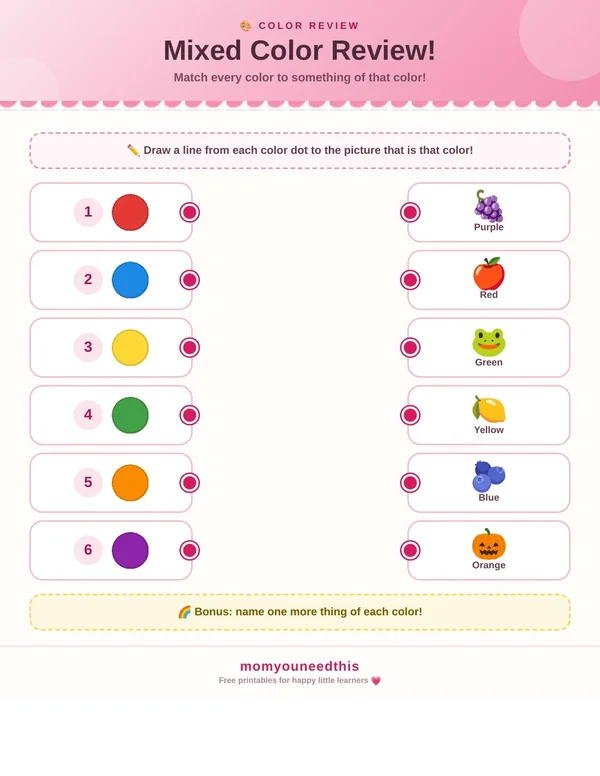 🎨 COLOR REVIEW
Mixed Color Review!
Match every color to something of that color!
✏️ Draw a line from each color dot to the picture that is that color!
1
Purple
2
Red
3
Green
4
Yellow
5
Blue
6
Orange
🌈 Bonus: name one more thing of each color!
momyouneedthis
Free printables for happy little learners 💗